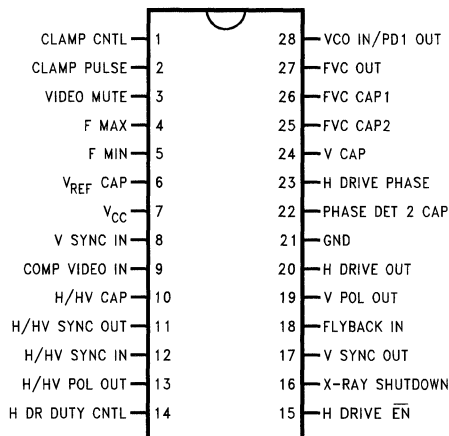 CLAMP CNTL 1 28 VCO IN/PD1 OUT
CLAMP PULSE 2 27 FVC OUT
VIDEO MUTE 3 26 FVC CAP1
F MAX 4 25 FVC CAP2
F MIN 5 24 V CAP
VREF CAP 6 23 H DRIVE PHASE
VCC 7 22 PHASE DET 2 CAP
V SYNC IN 8 21 GND
COMP VIDEO IN 9 20 H DRIVE OUT
H/HV CAP 10 19 V POL OUT
H/HV SYNC OUT 11 18 FLYBACK IN
H/HV SYNC IN 12 17 V SYNC OUT
H/HV POL OUT 13 16 X-RAY SHUTDOWN
H DR DUTY CNTL 14 15 H DRIVE E̅N̅